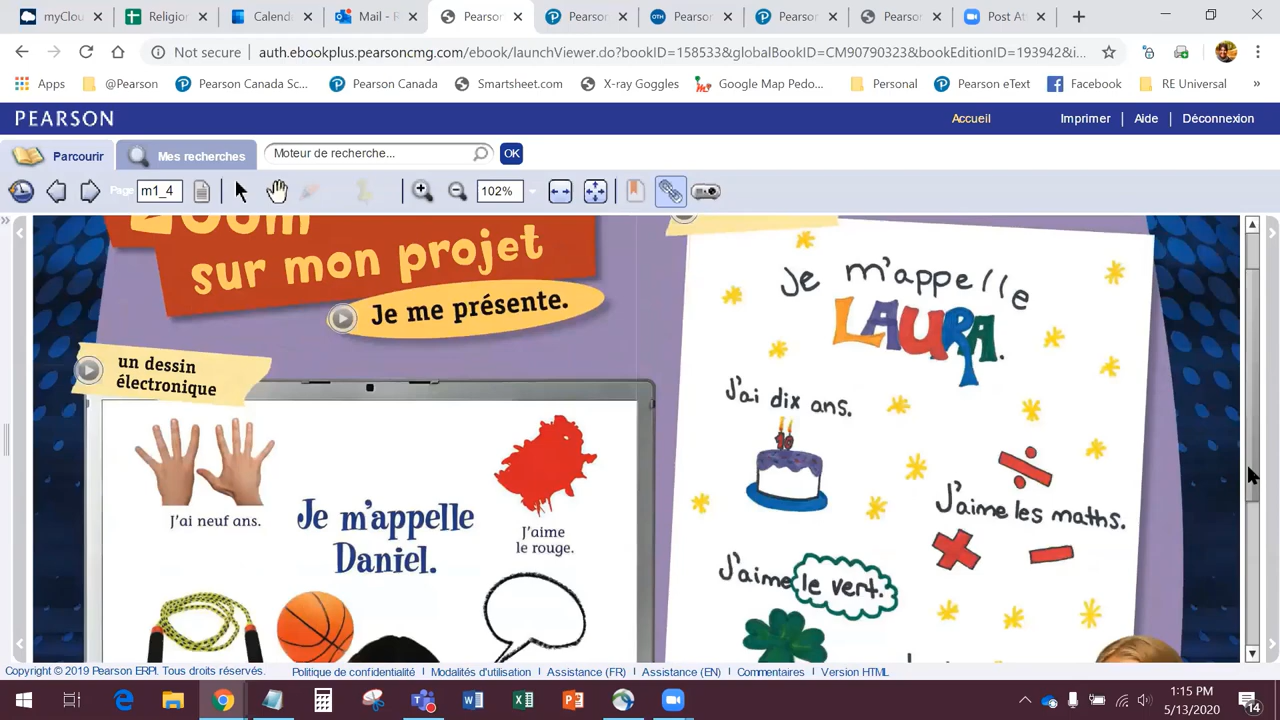 myClou
Religio
Calenda
Mail - R
Pearson
Pearson
Pearson
Pearson
Pearson
Post At
Not secure
auth.ebookplus.pearsoncmg.com/ebook/launchViewer.do?bookID=158533&globalBookID=CM90790323&bookEditionID=193942&i...
Apps
@Pearson
Pearson Canada Sc...
Pearson Canada
Smartsheet.com
X-ray Goggles
Google Map Pedo...
Personal
Pearson eText
Facebook
RE Universal
PEARSON
Accueil
Imprimer | Aide | Déconnexion
Parcourir
Mes recherches
Moteur de recherche...
OK
Page
m1_4
102%
Zoom
sur mon projet
Je me présente.
un dessin
électronique
J'ai neuf ans.
Je m'appelle
Daniel.
J'aime
le rouge.
Je m'appelle
LAURA.
J'ai dix ans.
10
J'aime les maths.
J'aime le vert.
Copyright © 2019 Pearson ERPI. Tous droits réservés.
Politique de confidentialité | Modalités d'utilisation | Assistance (FR) | Assistance (EN) | Commentaires | Version HTML
1:15 PM
5/13/2020
14